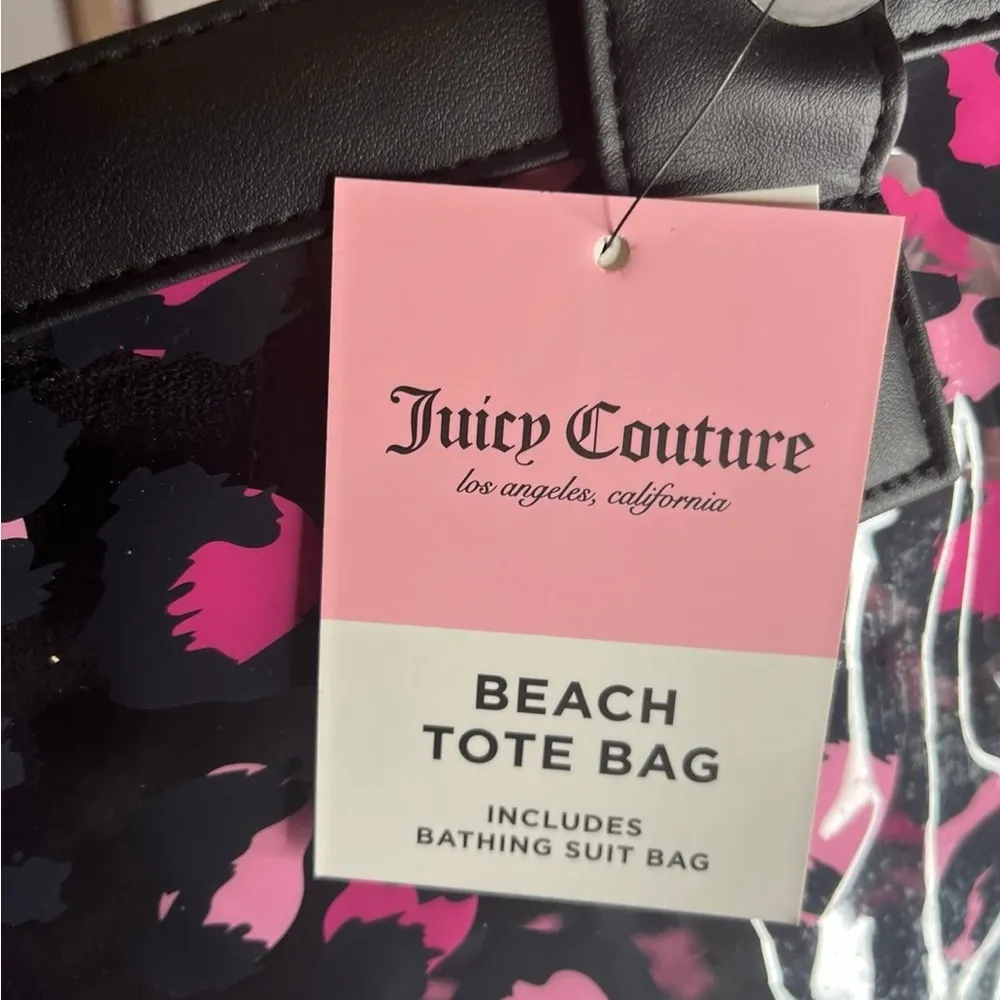 Juicy Couture
los angeles, california
BEACH
TOTE BAG
INCLUDES
BATHING SUIT BAG